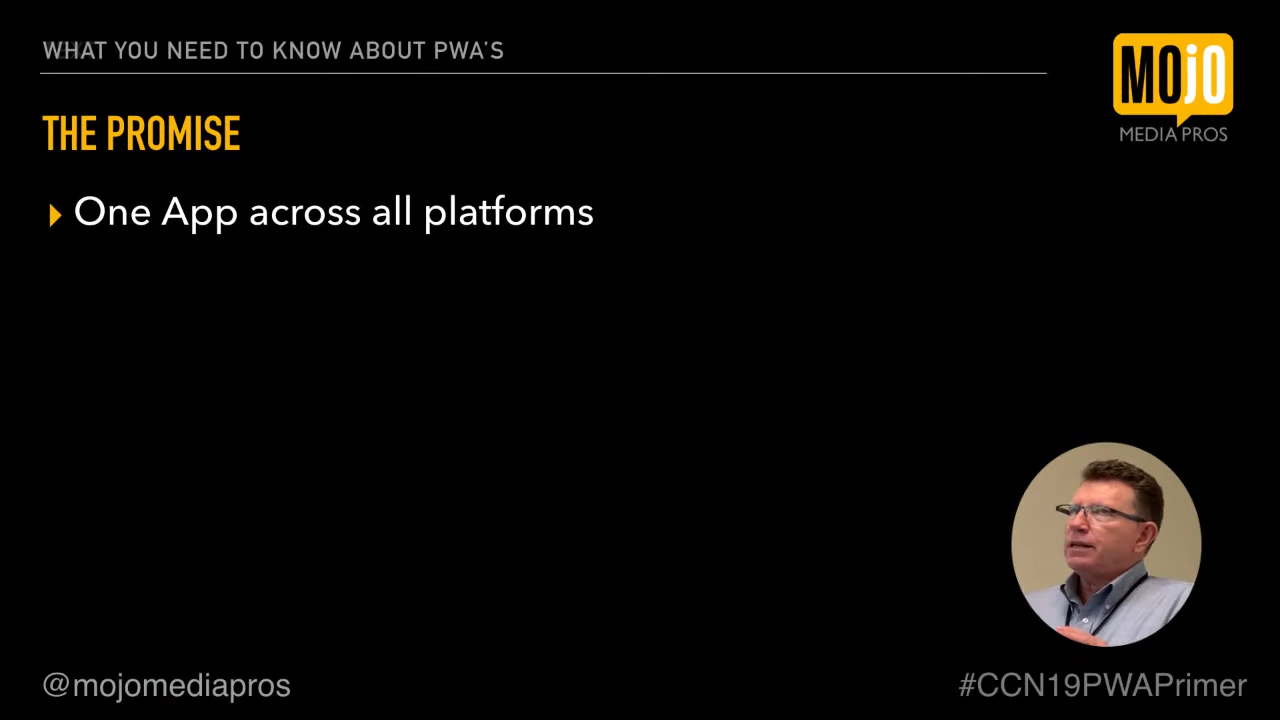 WHAT YOU NEED TO KNOW ABOUT PWA'S
MOjO
MEDIA PROS
THE PROMISE
One App across all platforms
@mojomediapros
#CCN19PWAPrimer